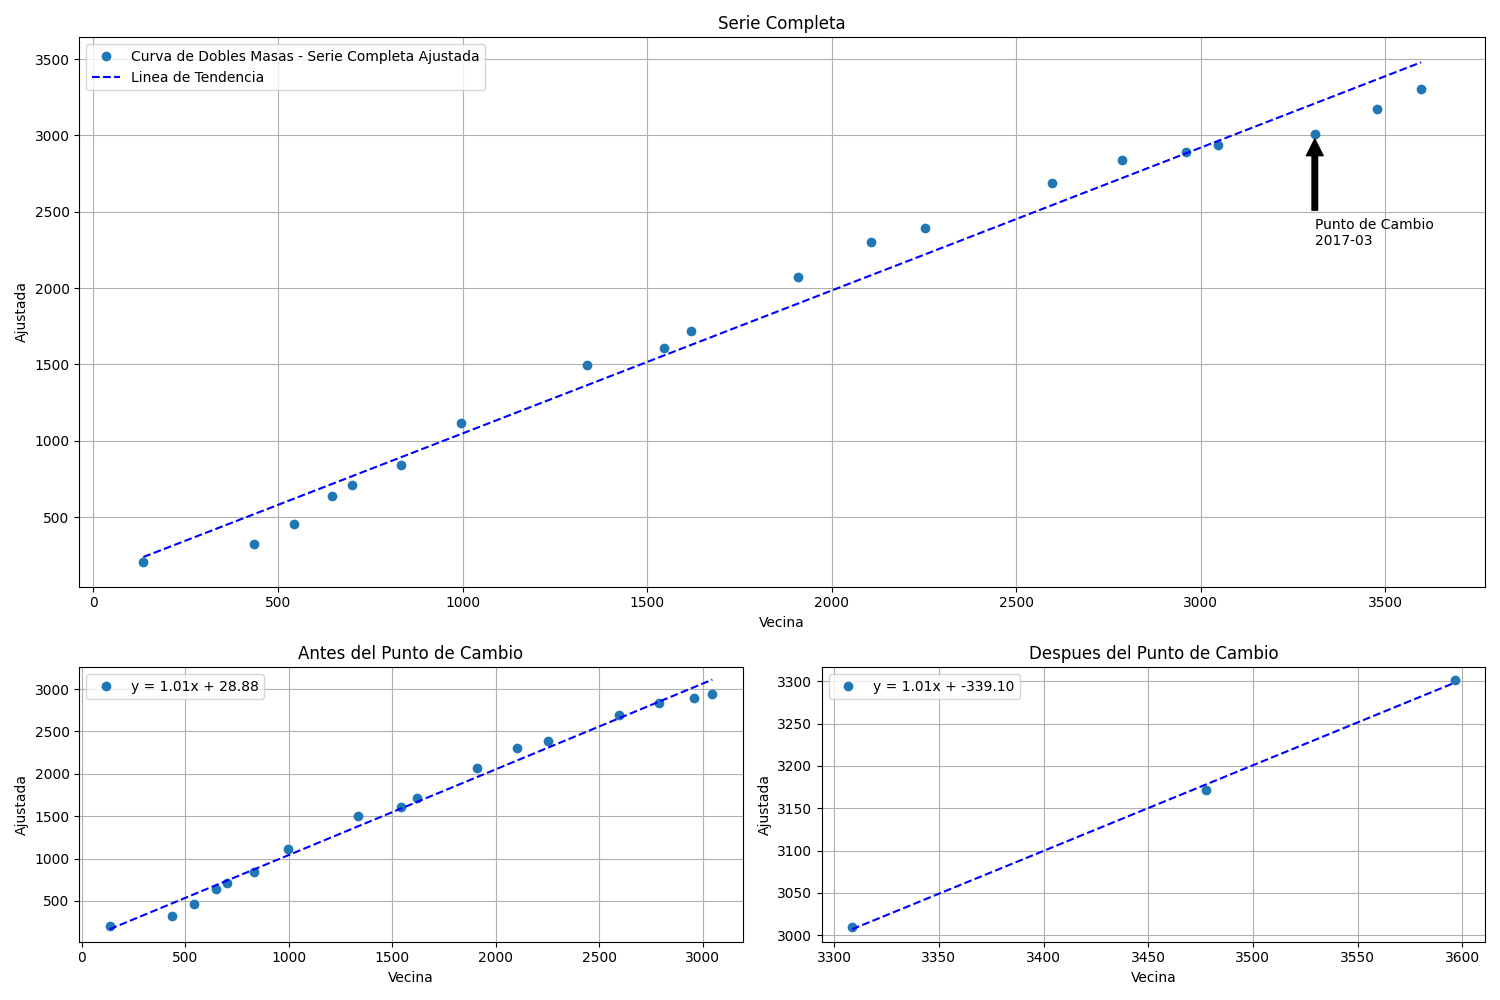 Serie Completa
Curva de Dobles Masas - Serie Completa Ajustada
Linea de Tendencia
3500
3000
2500
2000
1500
1000
500
Ajustada
Punto de Cambio
2017-03
0 500 1000 1500 2000 2500 3000 3500
Vecina
Antes del Punto de Cambio
y = 1.01x + 28.88
3000
2500
2000
1500
1000
500
Ajustada
0 500 1000 1500 2000 2500 3000
Vecina
Despues del Punto de Cambio
y = 1.01x + -339.10
3300
3250
3200
3150
3100
3050
3000
Ajustada
3300 3350 3400 3450 3500 3550 3600
Vecina